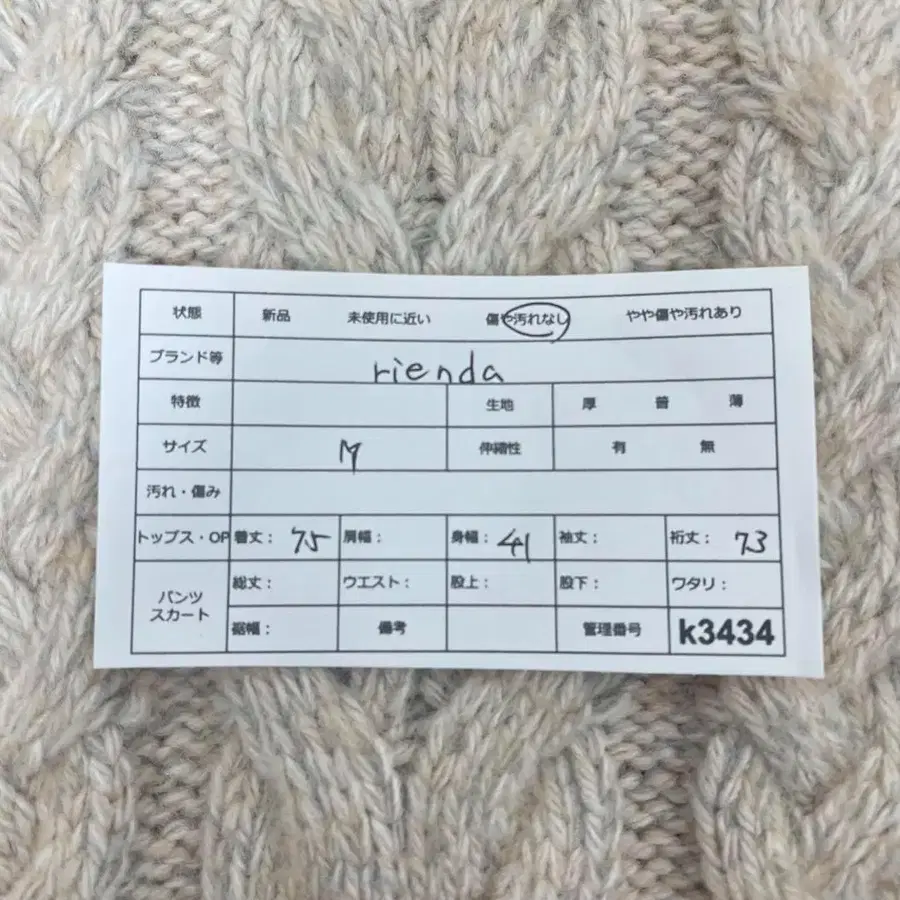 状態 新品 未使用に近い 傷や汚れなし やや傷や汚れあり
ブランド等 rienda
特徴 生地 厚 普 薄
サイズ M 伸縮性 有 無
汚れ・傷み
トップス・OP 着丈： 75 肩幅： 身幅： 41 袖丈： 裄丈： 73
パンツ
スカート
総丈： ウエスト： 股上： 股下： ワタリ：
裾幅： 備考 管理番号 k3434